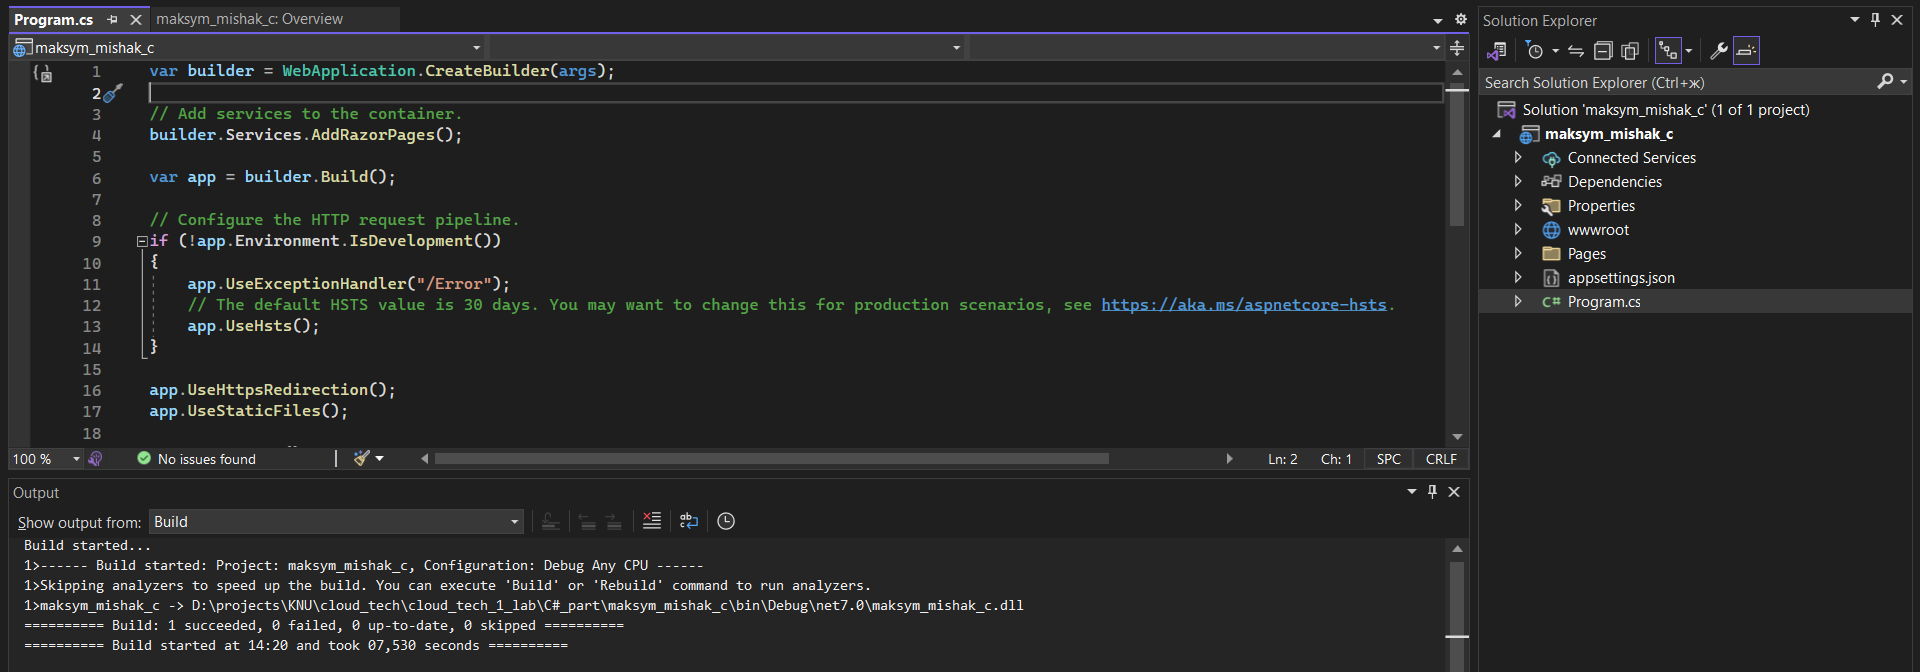 Program.cs
maksym_mishak_c: Overview
maksym_mishak_c
1 var builder = WebApplication.CreateBuilder(args);
2
3 // Add services to the container.
4 builder.Services.AddRazorPages();
5
6 var app = builder.Build();
7
8 // Configure the HTTP request pipeline.
9 if (!app.Environment.IsDevelopment())
10 {
11 app.UseExceptionHandler("/Error");
12 // The default HSTS value is 30 days. You may want to change this for production scenarios, see https://aka.ms/aspnetcore-hsts.
13 app.UseHsts();
14 }
15
16 app.UseHttpsRedirection();
17 app.UseStaticFiles();
18
100 % No issues found Ln: 2 Ch: 1 SPC CRLF
Output
Show output from: Build
Build started...
1>------ Build started: Project: maksym_mishak_c, Configuration: Debug Any CPU ------
1>Skipping analyzers to speed up the build. You can execute 'Build' or 'Rebuild' command to run analyzers.
1>maksym_mishak_c -> D:\projects\KNU\cloud_tech\cloud_tech_1_lab\C#_part\maksym_mishak_c\bin\Debug\net7.0\maksym_mishak_c.dll
========== Build: 1 succeeded, 0 failed, 0 up-to-date, 0 skipped ==========
========== Build started at 14:20 and took 07,530 seconds ==========
Solution Explorer
Search Solution Explorer (Ctrl+ж)
Solution 'maksym_mishak_c' (1 of 1 project)
maksym_mishak_c
Connected Services
Dependencies
Properties
wwwroot
Pages
appsettings.json
C# Program.cs